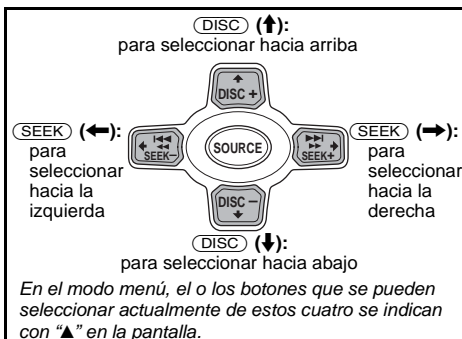 DISC (↑):
para seleccionar hacia arriba
DISC +
SEEK (←):
para
seleccionar
hacia la
izquierda
SEEK–
SOURCE
SEEK+
SEEK (→):
para
seleccionar
hacia la
derecha
DISC –
DISC (↓):
para seleccionar hacia abajo
En el modo menú, el o los botones que se pueden
seleccionar actualmente de estos cuatro se indican
con “▲” en la pantalla.